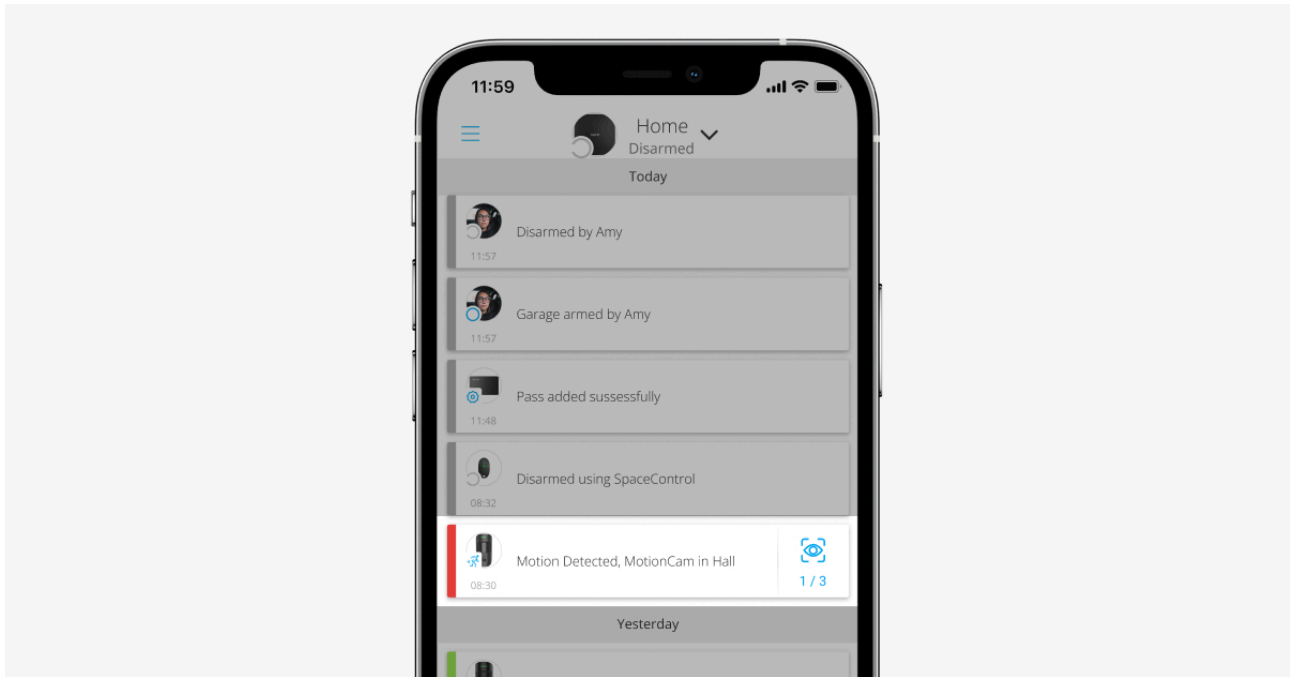 11:59
Home
Disarmed
Today
Disarmed by Amy
11:57
Garage armed by Amy
11:57
Pass added sussessfully
11:48
Disarmed using SpaceControl
08:32
Motion Detected, MotionCam in Hall
1 / 3
08:30
Yesterday